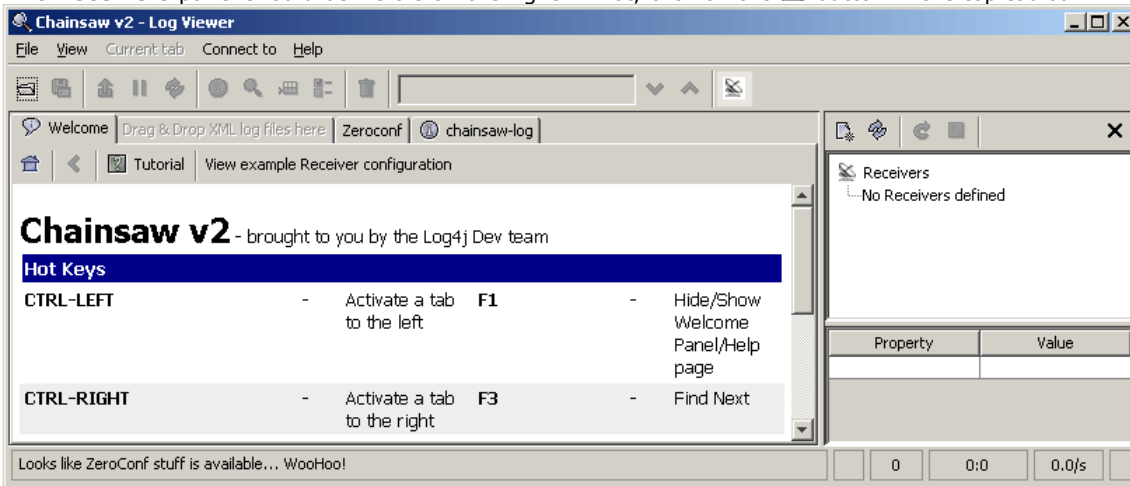 Chainsaw v2 - Log Viewer
File View Current tab Connect to Help
Welcome Drag & Drop XML log files here Zeroconf chainsaw-log
Tutorial View example Receiver configuration
Chainsaw v2 - brought to you by the Log4j Dev team
Hot Keys
CTRL-LEFT - Activate a tab to the left F1 - Hide/Show Welcome Panel/Help page
CTRL-RIGHT - Activate a tab to the right F3 - Find Next
Receivers
No Receivers defined
Property Value
Looks like ZeroConf stuff is available... WooHoo! 0 0:0 0.0/s